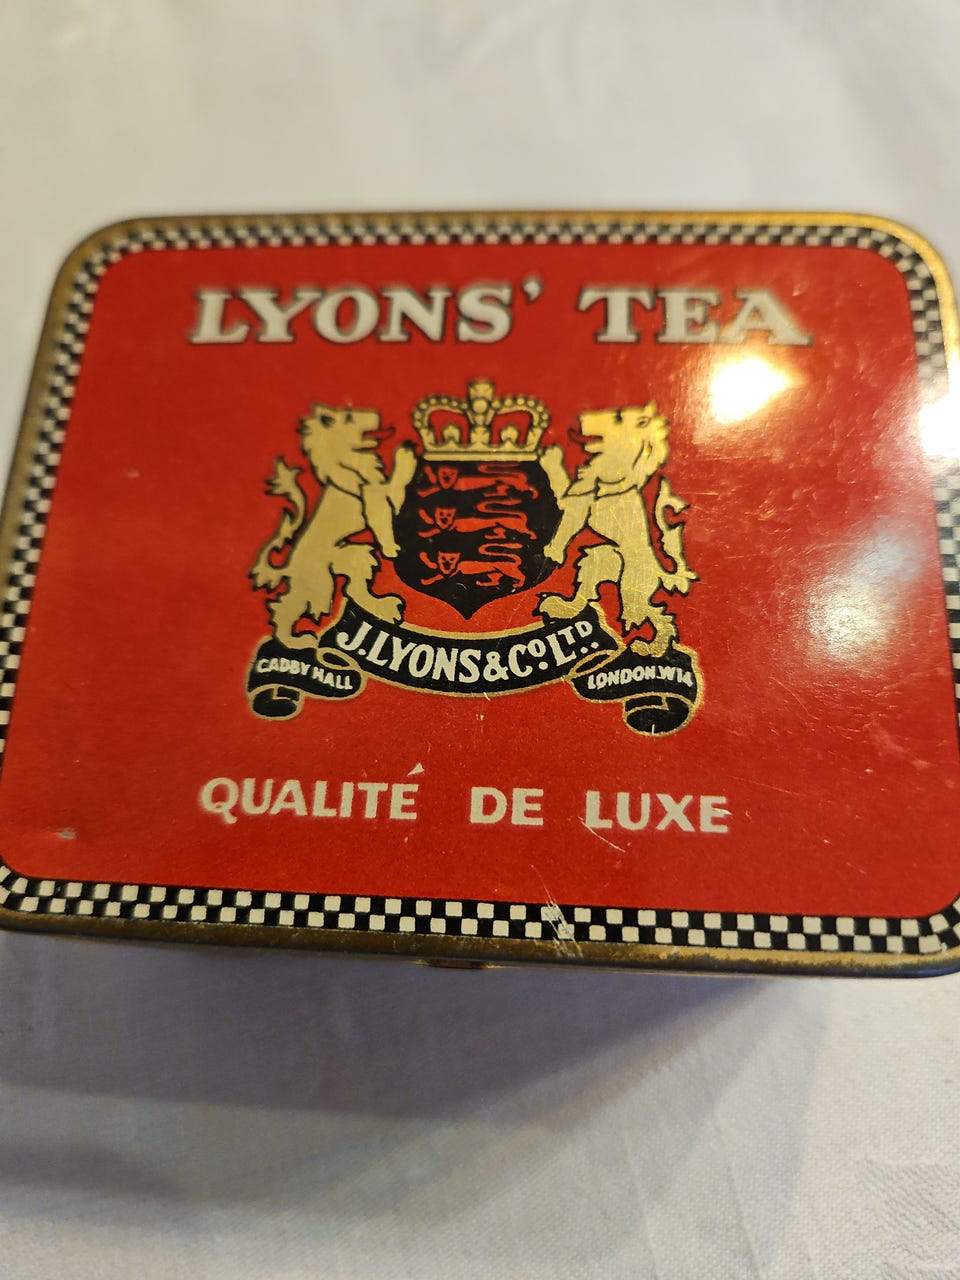 LYONS' TEA
J. LYONS & CO. LTD.
CADBY HALL
LONDON.W14
QUALITÉ DE LUXE